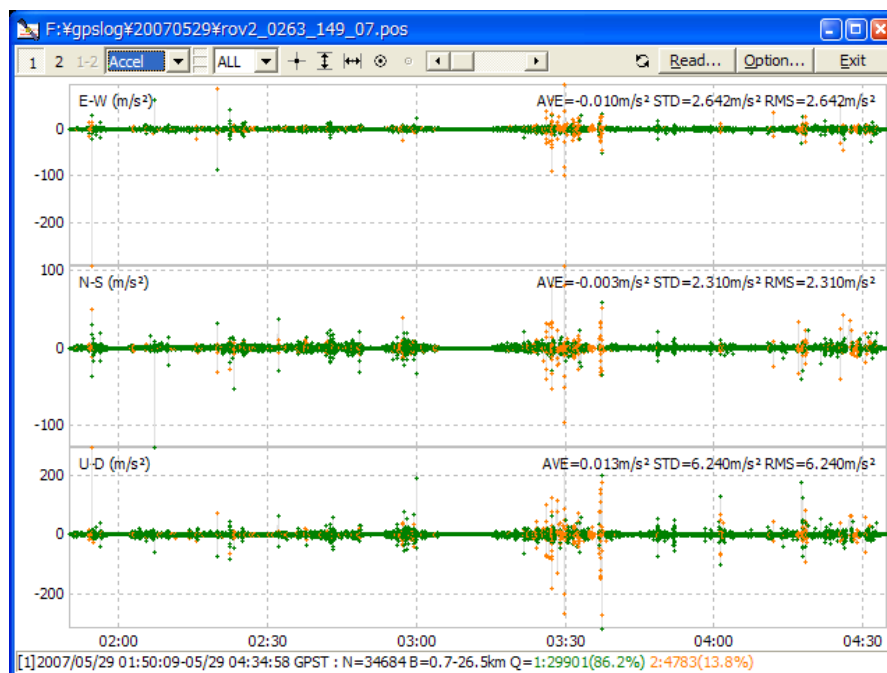 F:¥gpslog¥20070529¥rov2_0263_149_07.pos
1 2 1-2 Accel ALL Read... Option... Exit
E-W (m/s²) AVE=-0.010m/s² STD=2.642m/s² RMS=2.642m/s²
0
-100
-200
100
N-S (m/s²) AVE=-0.003m/s² STD=2.310m/s² RMS=2.310m/s²
0
-100
U-D (m/s²) AVE=0.013m/s² STD=6.240m/s² RMS=6.240m/s²
200
0
-200
02:00 02:30 03:00 03:30 04:00 04:30
[1]2007/05/29 01:50:09-05/29 04:34:58 GPST : N=34684 B=0.7-26.5km Q=1:29901(86.2%) 2:4783(13.8%)